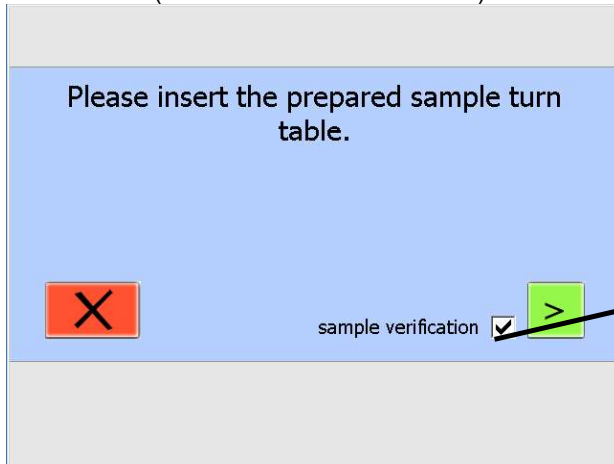 Please insert the prepared sample turn
table.
X
sample verification
>